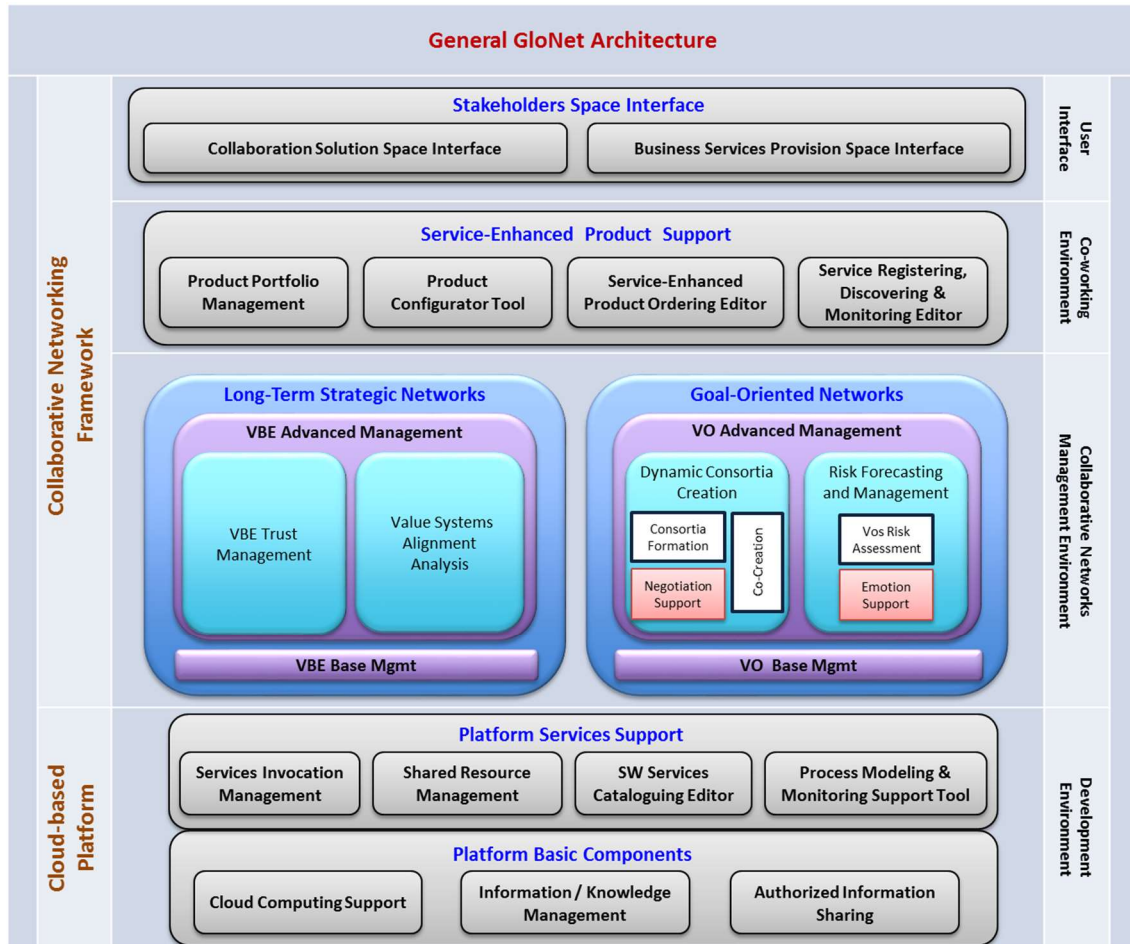 General GloNet Architecture
Stakeholders Space Interface
Collaboration Solution Space Interface
Business Services Provision Space Interface
User
Interface
Service-Enhanced Product Support
Product Portfolio
Management
Product
Configurator Tool
Service-Enhanced
Product Ordering Editor
Service Registering,
Discovering &
Monitoring Editor
Co-working
Environment
Collaborative Networking
Framework
Long-Term Strategic Networks
VBE Advanced Management
VBE Trust
Management
Value Systems
Alignment
Analysis
VBE Base Mgmt
Goal-Oriented Networks
VO Advanced Management
Dynamic Consortia
Creation
Consortia
Formation
Negotiation
Support
Co-Creation
Risk Forecasting
and Management
Vos Risk
Assessment
Emotion
Support
VO Base Mgmt
Collaborative Networks
Management Environment
Cloud-based
Platform
Platform Services Support
Services Invocation
Management
Shared Resource
Management
SW Services
Cataloguing Editor
Process Modeling &
Monitoring Support Tool
Platform Basic Components
Cloud Computing Support
Information / Knowledge
Management
Authorized Information
Sharing
Development
Environment